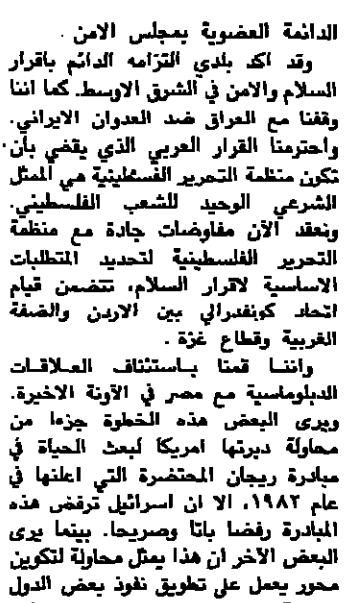 الدائمة العضوية بمجلس الامن .
وقد اكد بلدي التزامه الدائم باقرار
السلام والامن في الشرق الاوسط. كما اننا
وقفنا مع العراق ضد العدوان الايراني.
واحترمنا القرار العربي الذي يقضي بأن
تكون منظمة التحرير الفلسطينية هي الممثل
الشرعي الوحيد للشعب الفلسطيني.
ونعقد الآن مفاوضات جادة مع منظمة
التحرير الفلسطينية لتحديد المتطلبات
الاساسية لاقرار السلام، تتضمن قيام
اتحاد كونفدرالي بين الاردن والضفة
الغربية وقطاع غزة .
واننا قمنا باستئناف العلاقات
الدبلوماسية مع مصر في الآونة الاخيرة.
ويرى البعض هذه الخطوة جزءا من
محاولة دبرتها امريكا لبعث الحياة في
مبادرة ريجان المحتضرة التي اعلنها في
عام ١٩٨٢، الا ان اسرائيل ترفض هذه
المبادرة رفضا باتا وصريحا. بينما يرى
البعض الآخر ان هذا يمثل محاولة لتكوين
محور يعمل على تطويق نفوذ بعض الدول